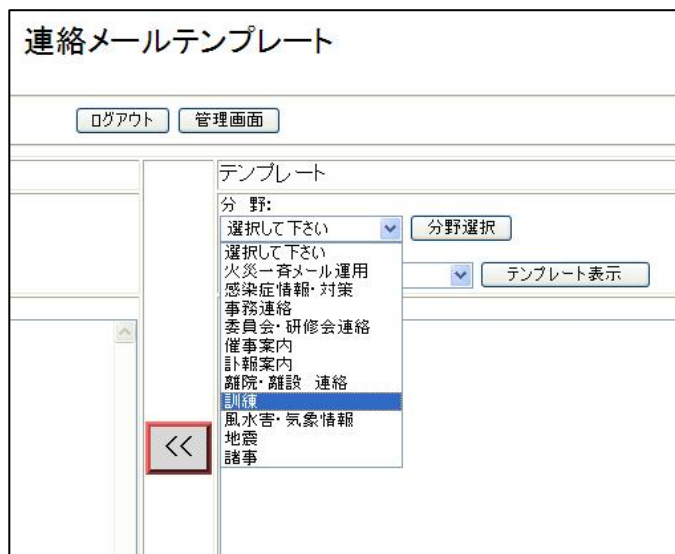 連絡メールテンプレート
ログアウト 管理画面
テンプレート
分 野:
選択して下さい 分野選択
選択して下さい
火災一斉メール運用
感染症情報・対策 テンプレート表示
事務連絡
委員会・研修会連絡
催事案内
訃報案内
離院・離設 連絡
訓練
風水害・気象情報
地震
諸事
<<